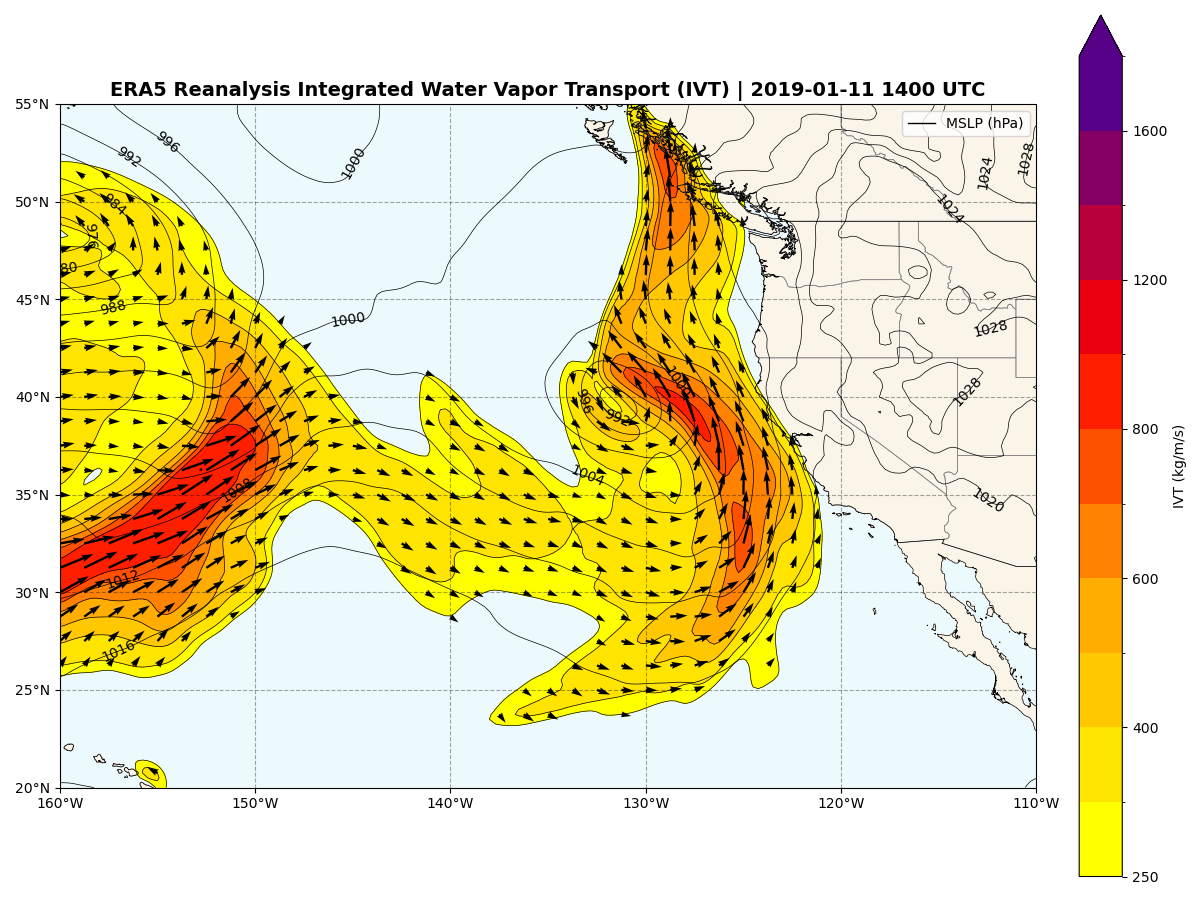 ERA5 Reanalysis Integrated Water Vapor Transport (IVT) | 2019-01-11 1400 UTC
MSLP (hPa)
55°N
50°N
45°N
40°N
35°N
30°N
25°N
20°N
160°W
150°W
140°W
130°W
120°W
110°W
996
992
1000
984
976
80
988
1000
1024
1028
1024
1028
1028
1020
1000
996
992
1004
1008
1012
1016
1600
1200
800
600
400
250
IVT (kg/m/s)